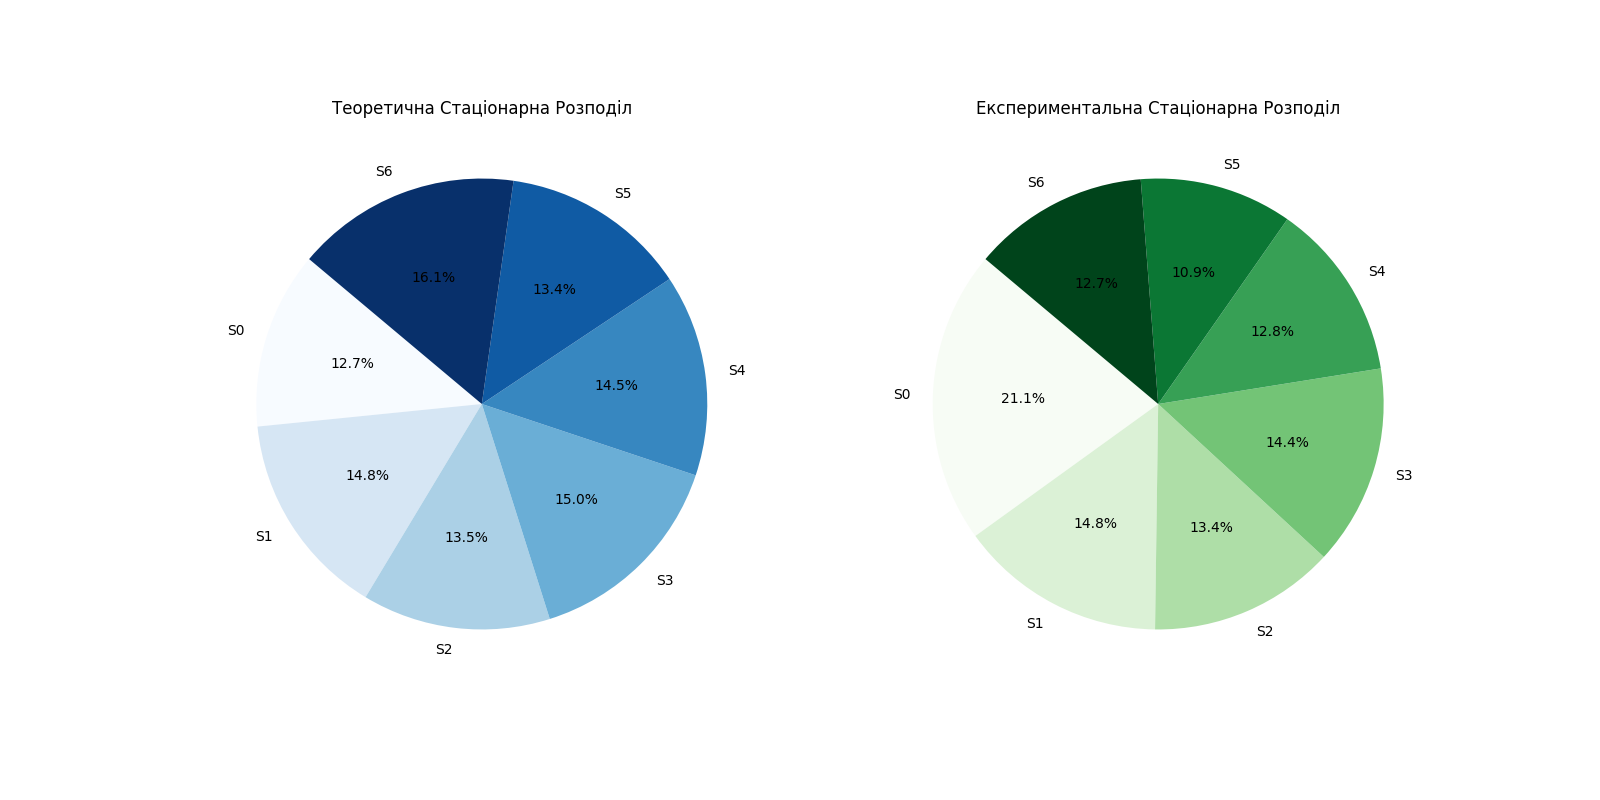 Теоретична Стаціонарна Розподіл
S6
S5
16.1%
13.4%
S0
12.7%
14.5%
S4
14.8%
15.0%
S1
13.5%
S3
S2
Експериментальна Стаціонарна Розподіл
S5
S6
10.9%
12.7%
S4
12.8%
S0
21.1%
14.4%
S3
14.8%
13.4%
S1
S2